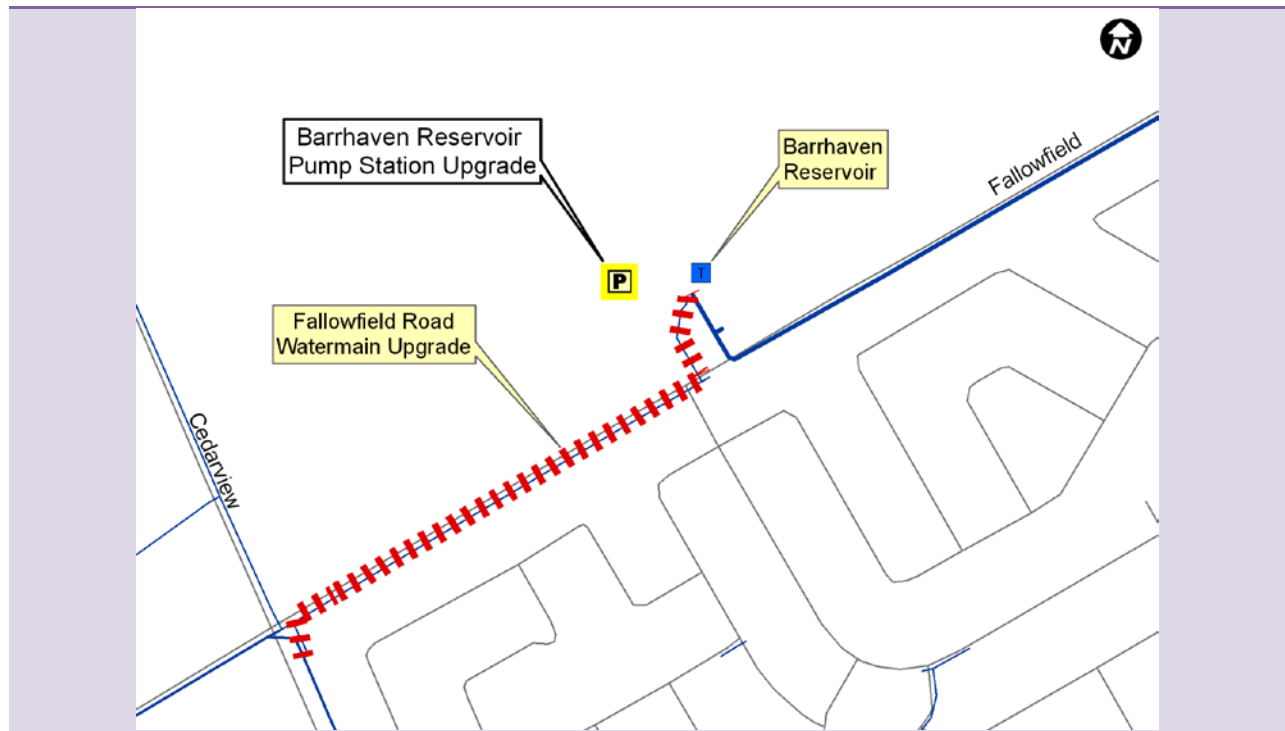 N
Barrhaven Reservoir
Pump Station Upgrade
Barrhaven
Reservoir
Fallowfield
P
T
Fallowfield Road
Watermain Upgrade
Cedarview